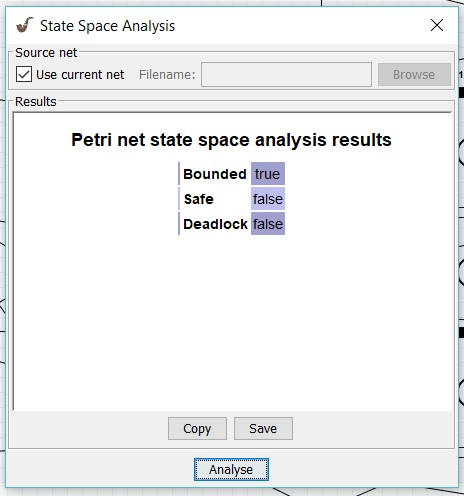 State Space Analysis
Source net
Use current net Filename: Browse
Results
Petri net state space analysis results
Bounded true
Safe false
Deadlock false
Copy Save
Analyse